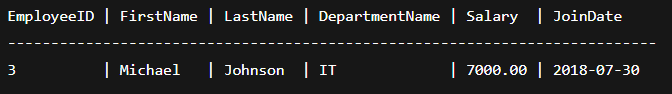 EmployeeID | FirstName | LastName | DepartmentName | Salary | JoinDate
-------------------------------------------------------------------------
3 | Michael | Johnson | IT | 7000.00 | 2018-07-30